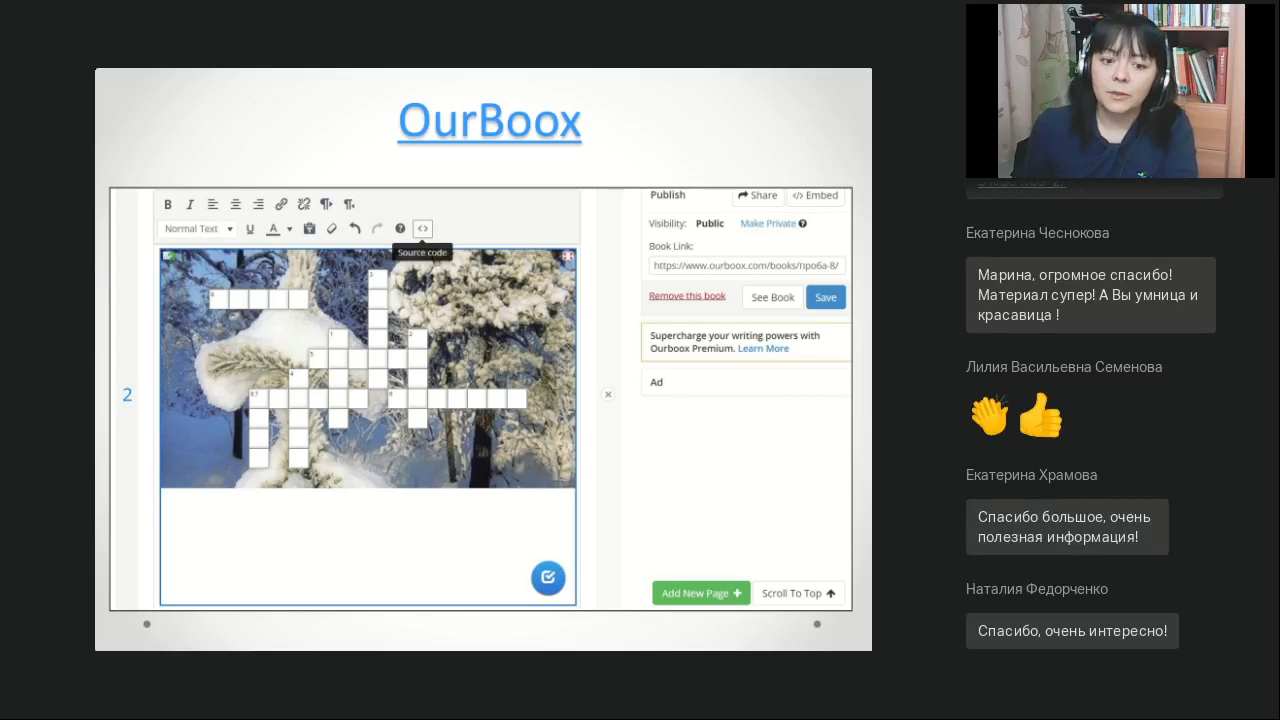 OurBoox
B I
Normal Text U A
Source code
2
Publish
Share
</> Embed
Visibility: Public Make Private
Book Link:
https://www.ourboox.com/books/проба-8/
Remove this book
See Book
Save
Supercharge your writing powers with
Ourboox Premium. Learn More
Ad
Add New Page +
Scroll To Top
Екатерина Чеснокова
Марина, огромное спасибо!
Материал супер! А Вы умница и
красавица !
Лилия Васильевна Семенова
Екатерина Храмова
Спасибо большое, очень
полезная информация!
Наталия Федорченко
Спасибо, очень интересно!